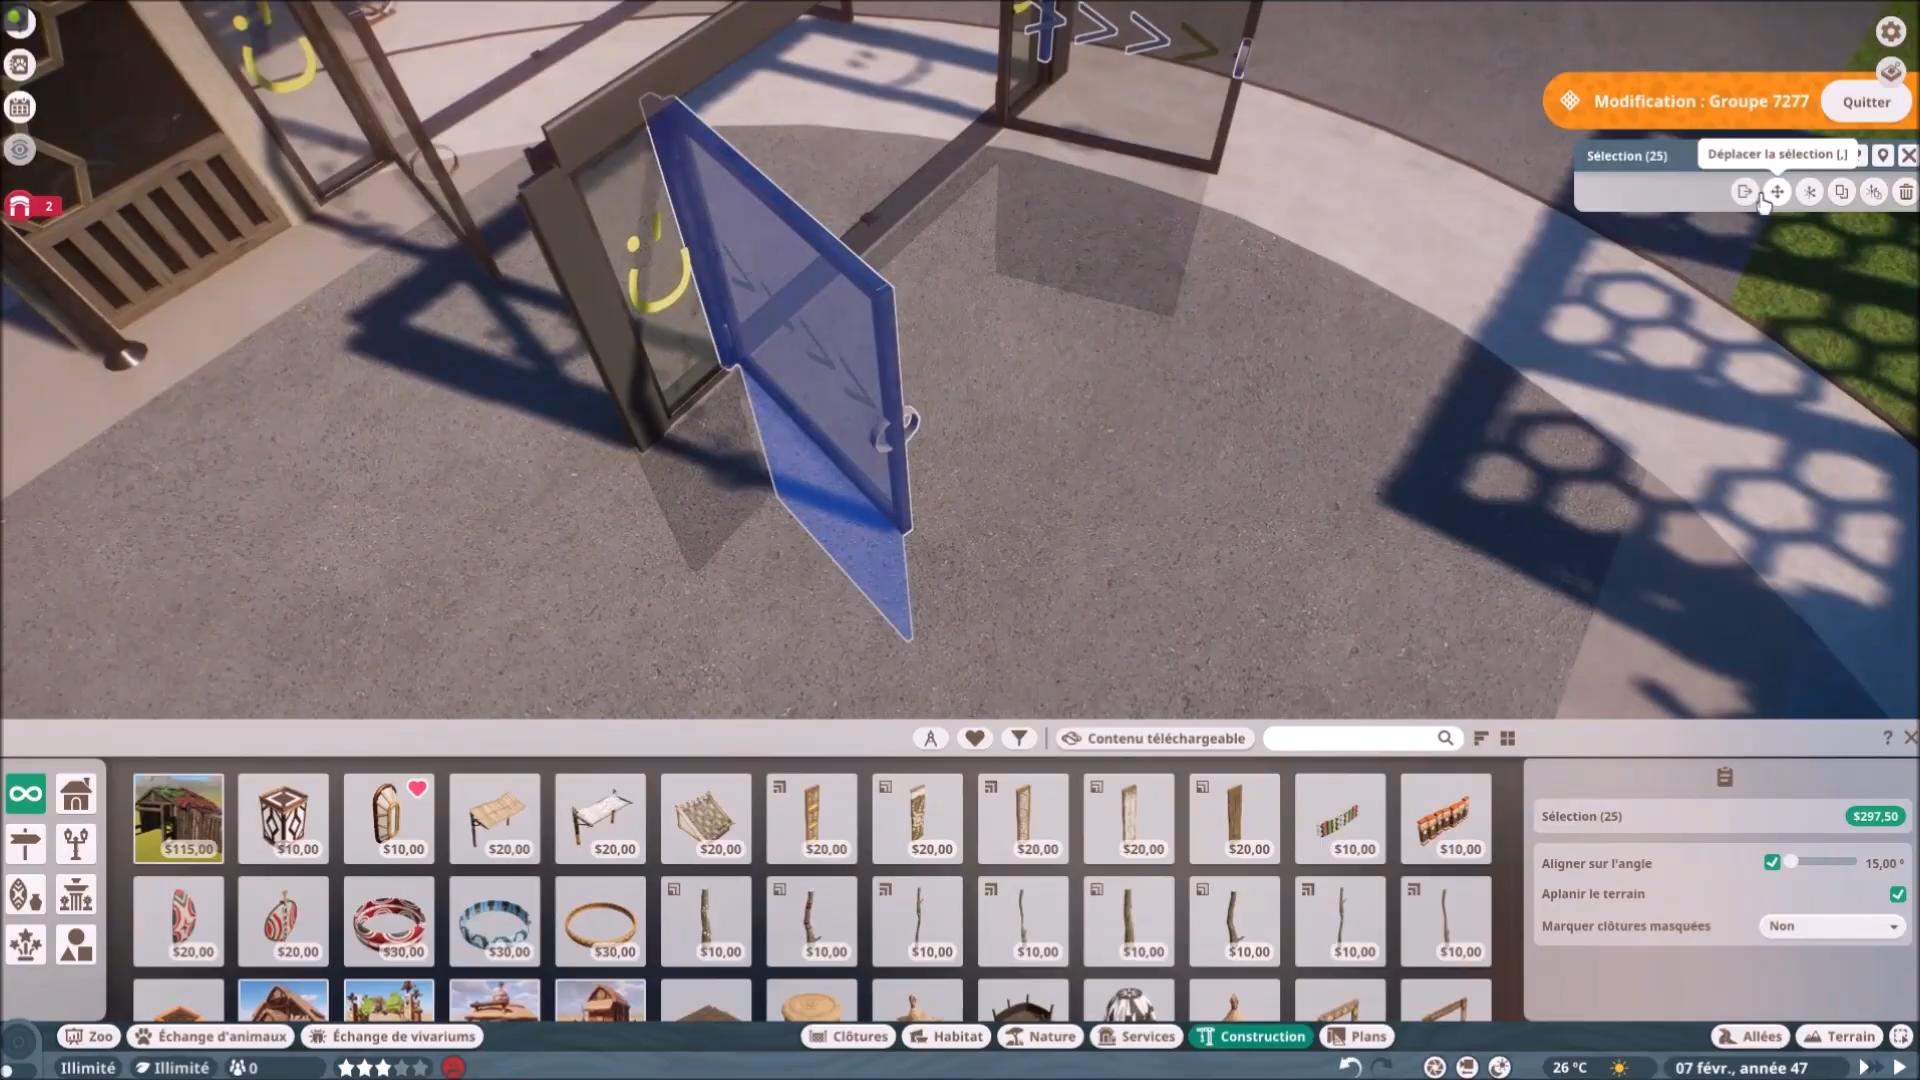 Modification : Groupe 7277
Quitter
Sélection (25)
Déplacer la sélection [,]
2
Contenu téléchargeable
?
$115,00
$10,00
$10,00
$20,00
$20,00
$20,00
$20,00
$20,00
$20,00
$20,00
$20,00
$10,00
$10,00
$20,00
$20,00
$30,00
$30,00
$30,00
$10,00
$10,00
$10,00
$10,00
$10,00
$10,00
$10,00
$10,00
Sélection (25)
$297,50
Aligner sur l'angle
15,00 °
Aplanir le terrain
Marquer clôtures masquées
Non
Zoo
Échange d'animaux
Échange de vivariums
Clôtures
Habitat
Nature
Services
Construction
Plans
Allées
Terrain
Illimité
Illimité
0
26 °C
07 févr., année 47